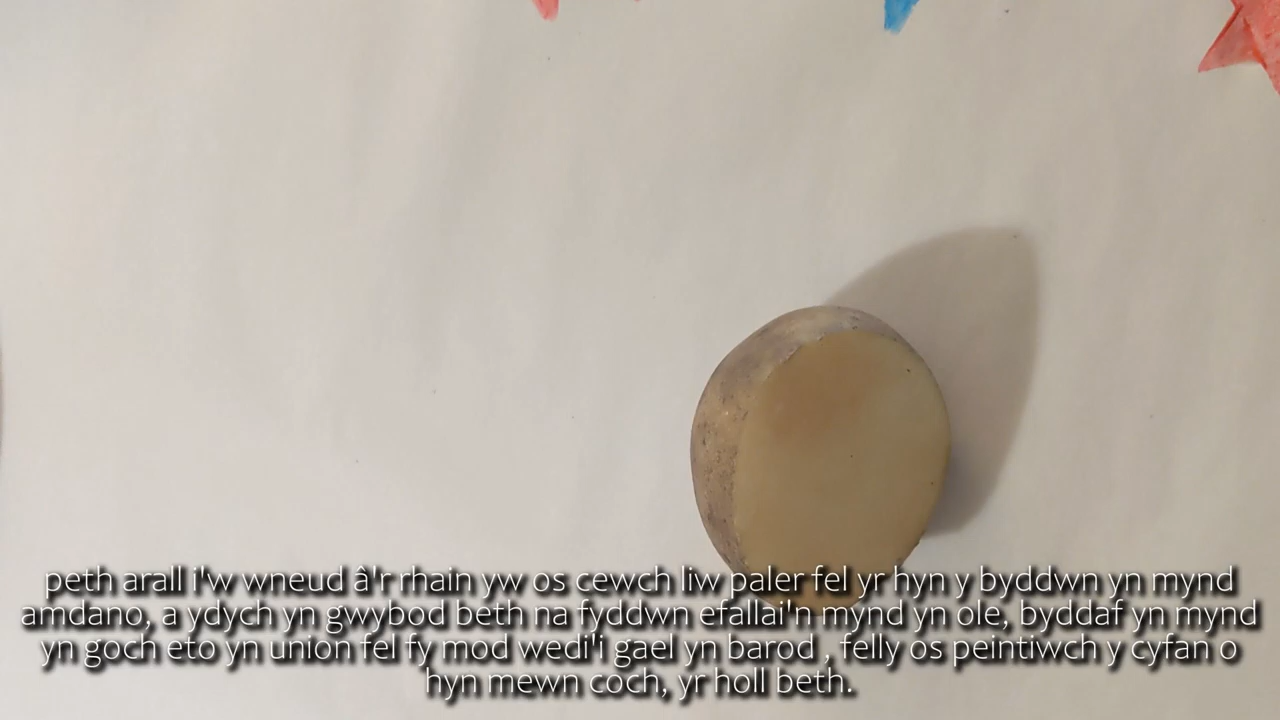 peth arall i'w wneud â'r rhain yw os cewch liw paler fel yr hyn y byddwn yn mynd
amdano, a ydych yn gwybod beth na fyddwn efallai'n mynd yn ole, byddaf yn mynd
yn goch eto yn union fel fy mod wedi'i gael yn barod , felly os peintiwch y cyfan o
hyn mewn coch, yr holl beth.